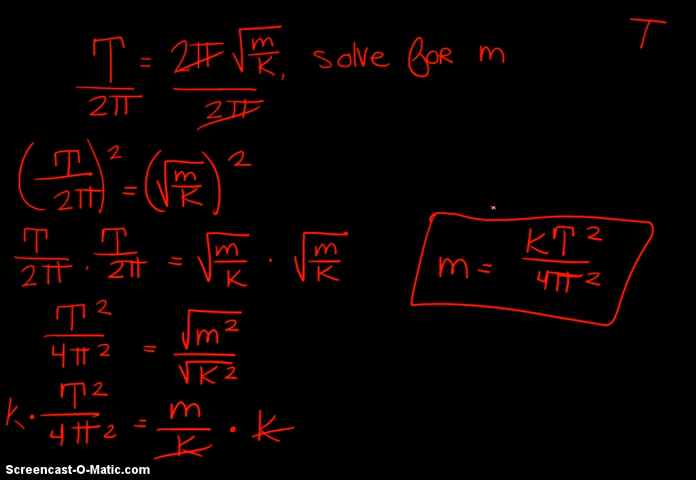 T/2π = 2π√(m/k)/2π, solve for m
T
(T/2π)² = (√(m/k))²
T/2π · T/2π = √(m/k) · √(m/k)
m = kT²/4π²
T²/4π² = √m²/√k²
k · T²/4π² = m/k · k
Screencast-O-Matic.com